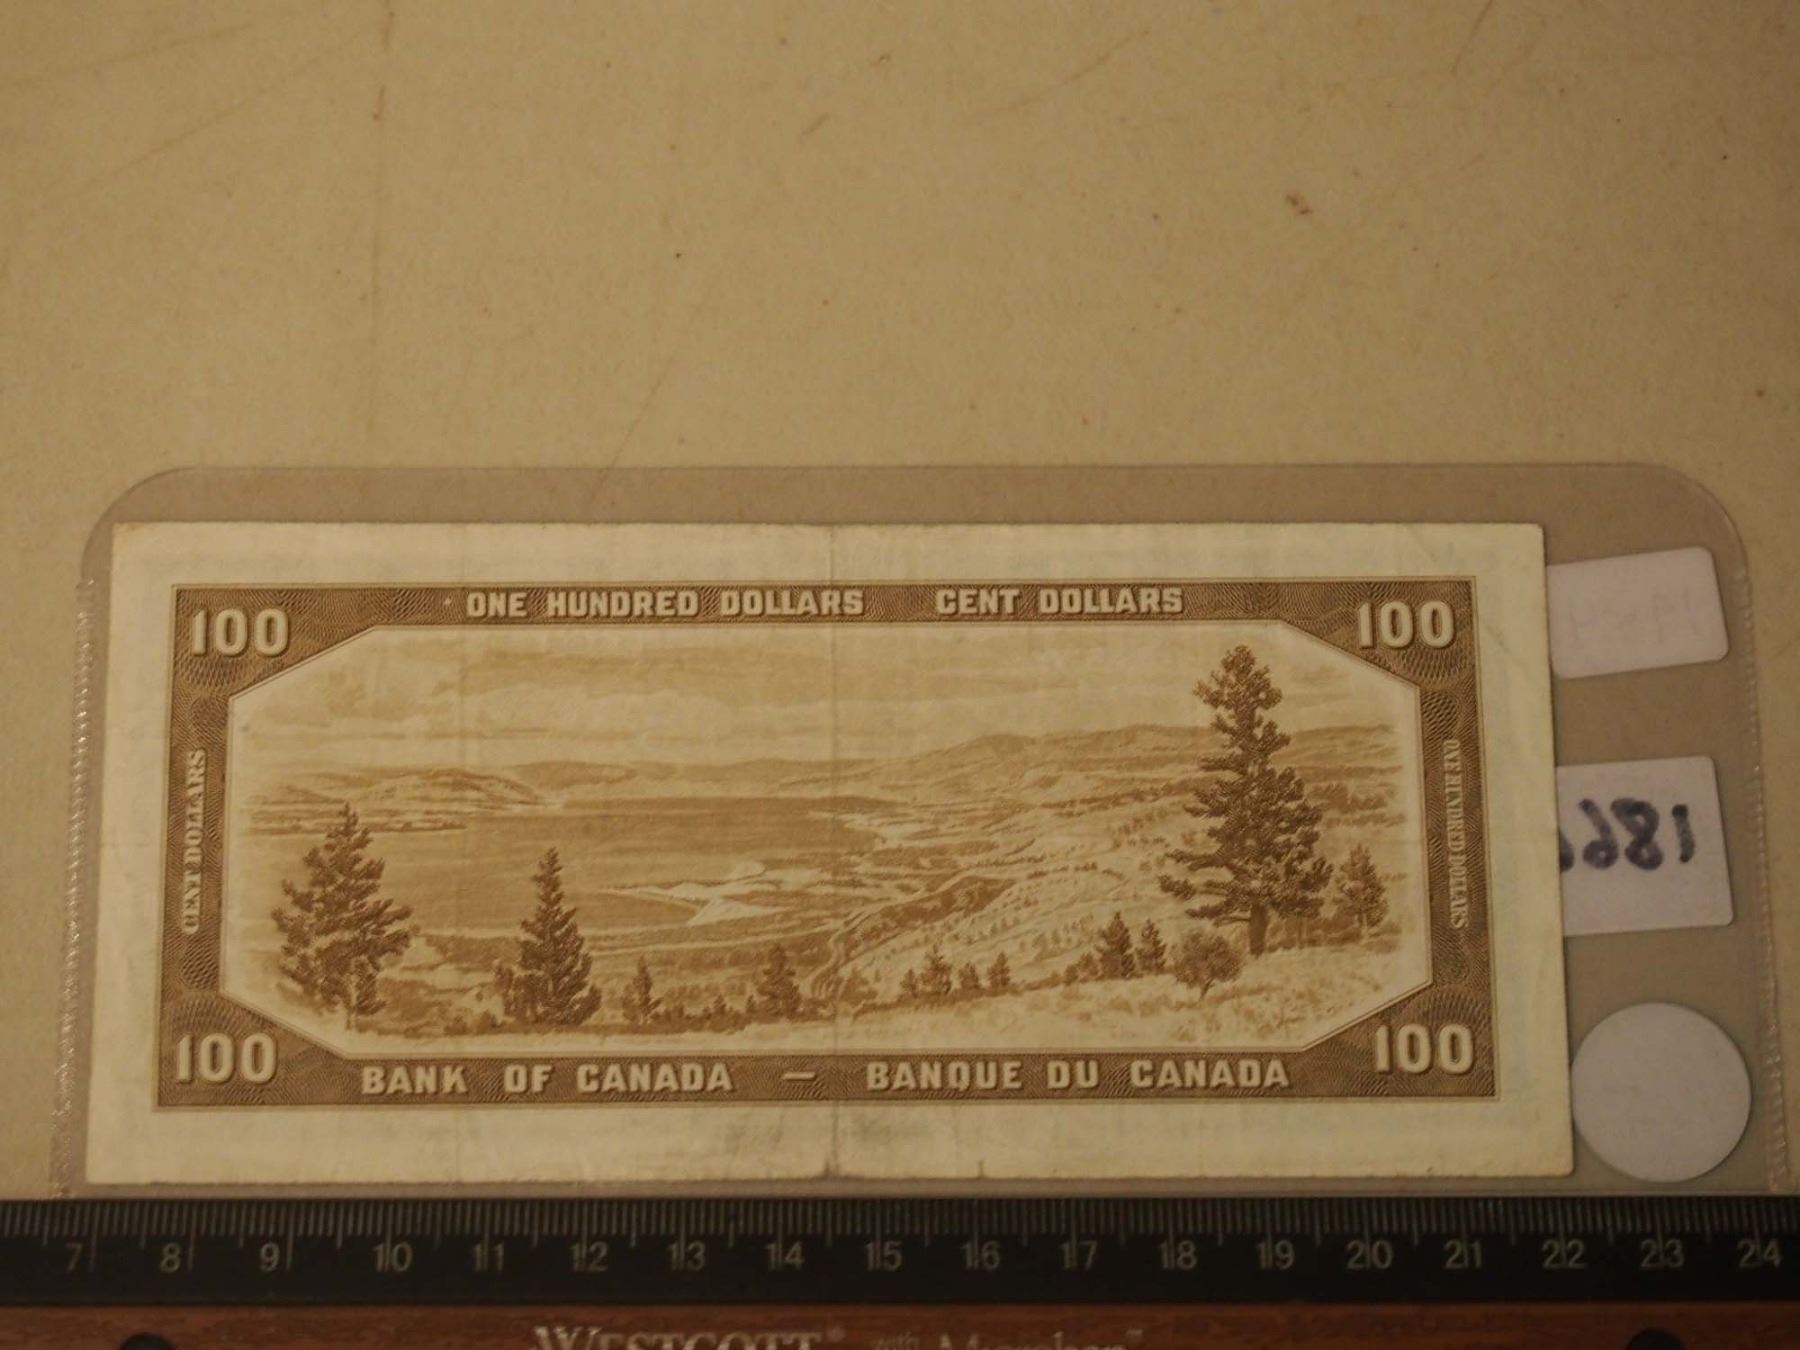 ONE HUNDRED DOLLARS CENT DOLLARS
100 100
CENT DOLLARS
ONE HUNDRED DOLLARS
100 100
BANK OF CANADA — BANQUE DU CANADA
7 8 9 10 11 12 13 14 15 16 17 18 19 20 21 22 23 24
WESTCOTT® with